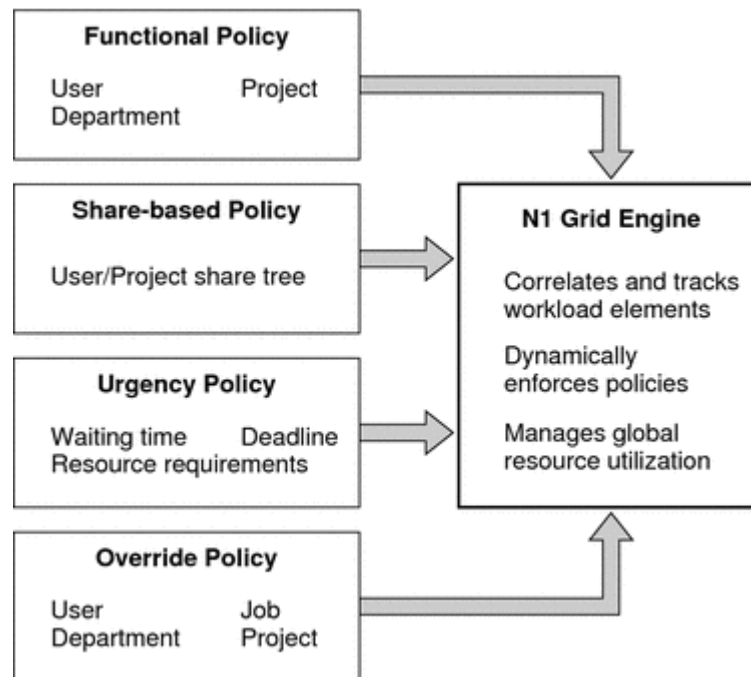 Functional Policy
User Project
Department
Share-based Policy
User/Project share tree
Urgency Policy
Waiting time Deadline
Resource requirements
Override Policy
User Job
Department Project
N1 Grid Engine
Correlates and tracks
workload elements
Dynamically
enforces policies
Manages global
resource utilization